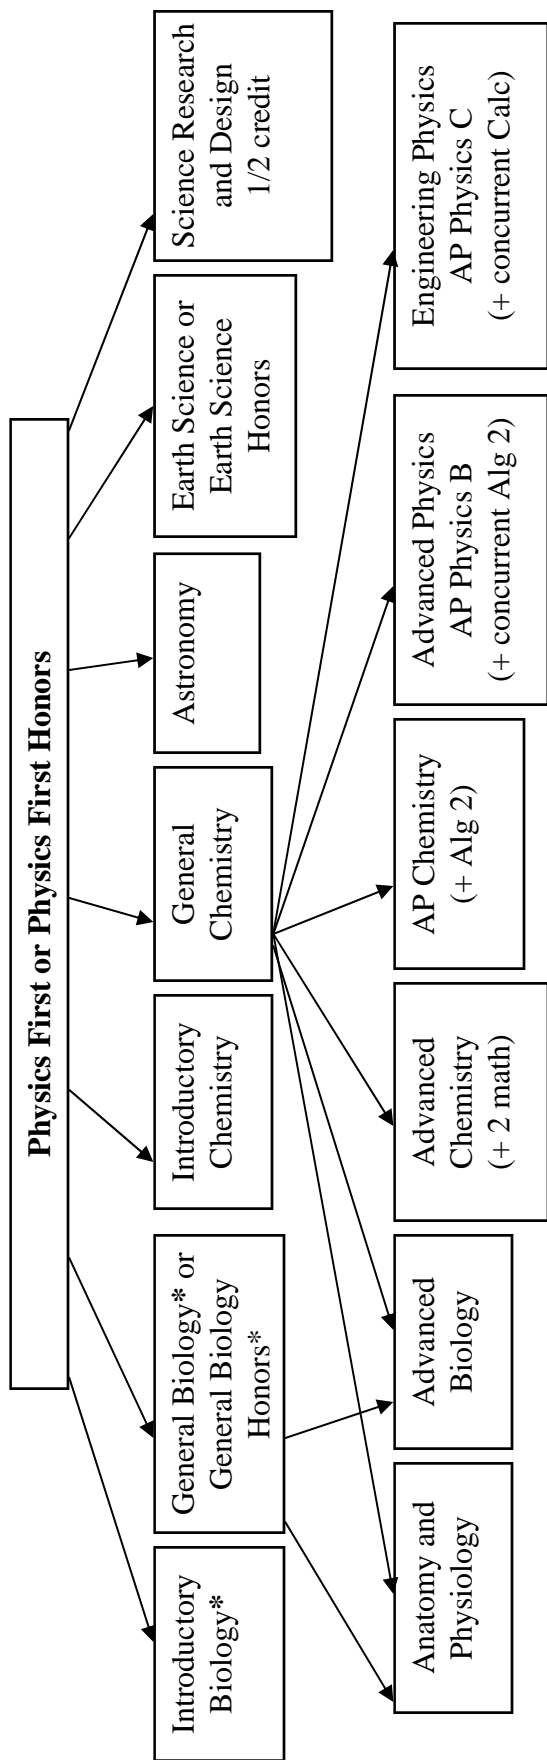 Physics First or Physics First Honors
Introductory
Biology*
General Biology* or
General Biology
Honors*
Introductory
Chemistry
General
Chemistry
Astronomy
Earth Science or
Earth Science
Honors
Science Research
and Design
1/2 credit
Anatomy and
Physiology
Advanced
Biology
Advanced
Chemistry
(+ 2 math)
AP Chemistry
(+ Alg 2)
Advanced Physics
AP Physics B
(+ concurrent Alg 2)
Engineering Physics
AP Physics C
(+ concurrent Calc)